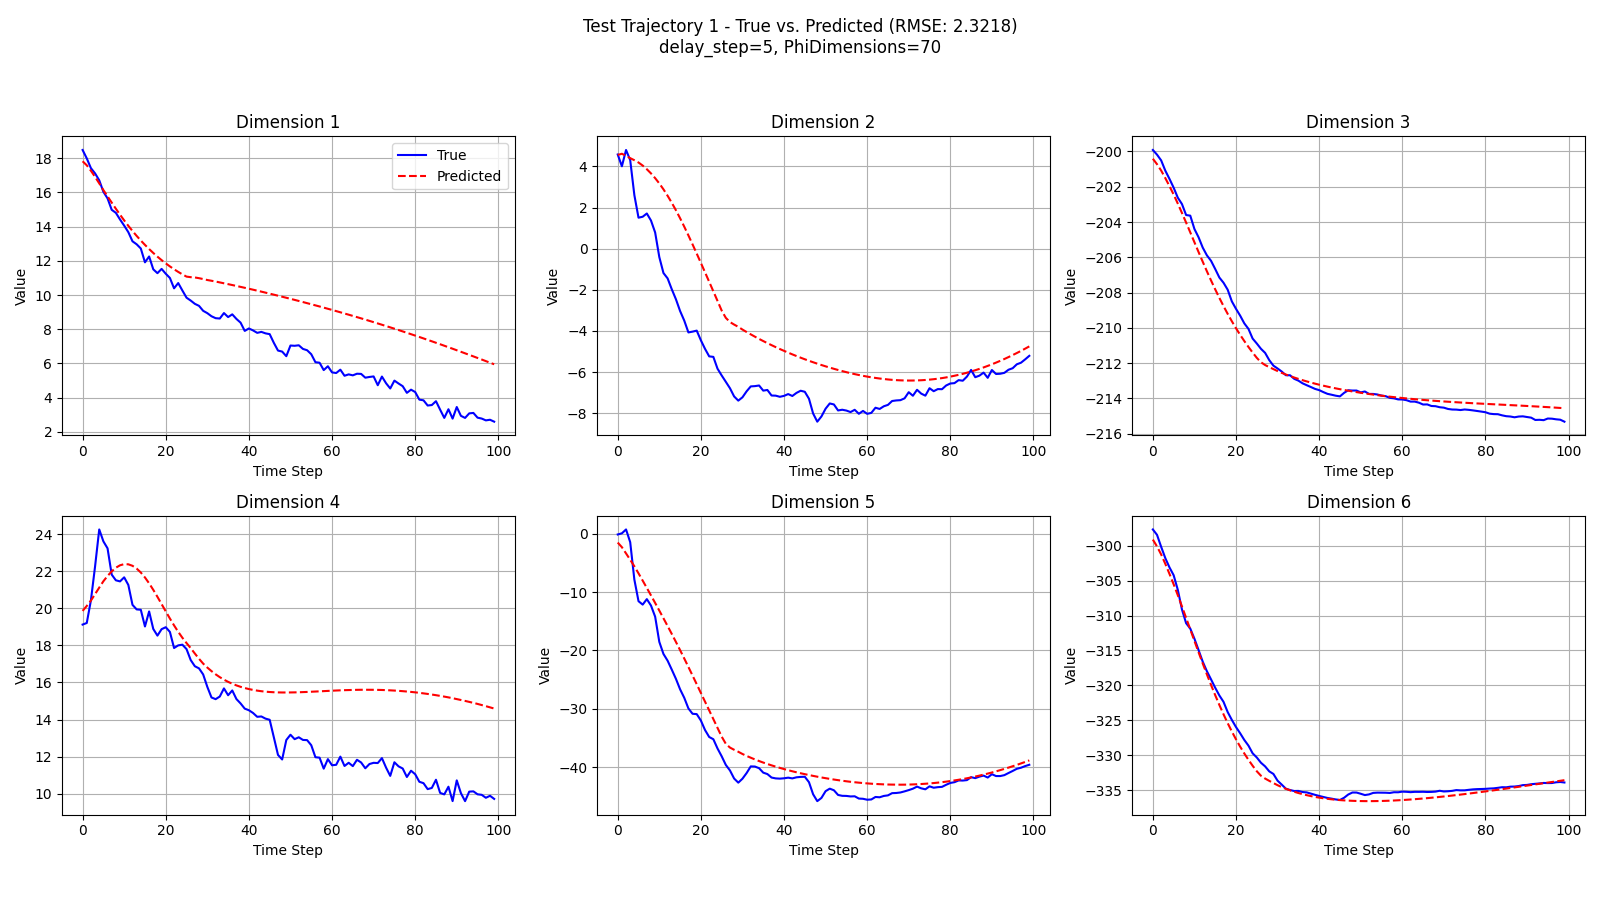 Test Trajectory 1 - True vs. Predicted (RMSE: 2.3218)
delay_step=5, PhiDimensions=70
Dimension 1
Value
18
16
14
12
10
8
6
4
2
0 20 40 60 80 100
Time Step
True
Predicted
Dimension 2
Value
4
2
0
−2
−4
−6
−8
0 20 40 60 80 100
Time Step
Dimension 3
Value
−200
−202
−204
−206
−208
−210
−212
−214
−216
0 20 40 60 80 100
Time Step
Dimension 4
Value
24
22
20
18
16
14
12
10
0 20 40 60 80 100
Time Step
Dimension 5
Value
0
−10
−20
−30
−40
0 20 40 60 80 100
Time Step
Dimension 6
Value
−300
−305
−310
−315
−320
−325
−330
−335
0 20 40 60 80 100
Time Step